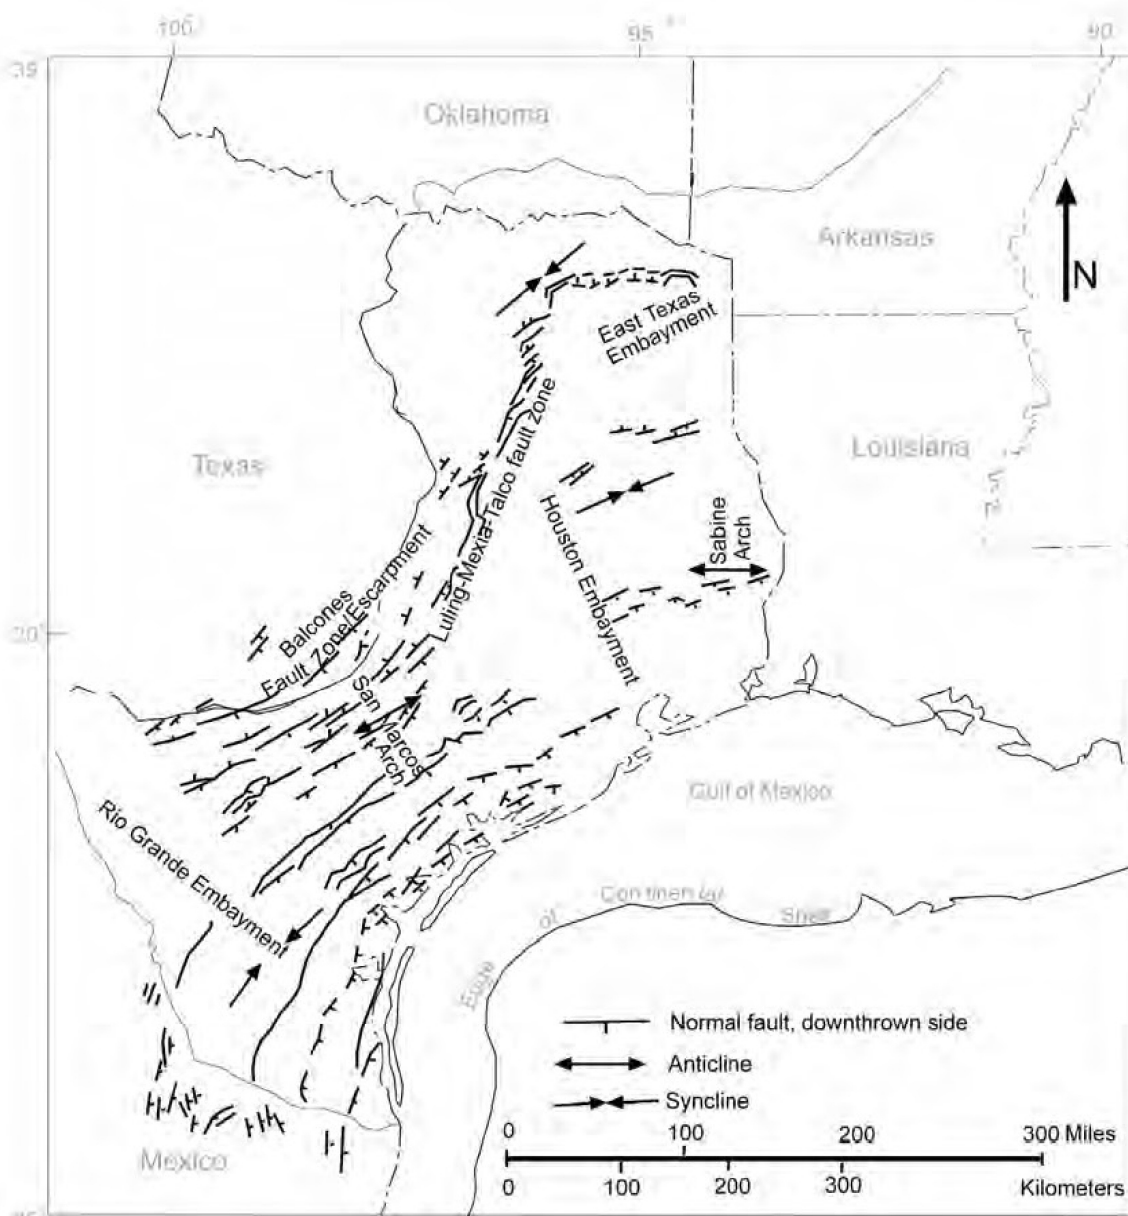 95
90
Oklahoma
Arkansas
N
East Texas
Embayment
Texas
Louisiana
Luling-Mexia-Talco fault zone
Houston Embayment
Sabine
Arch
Balcones
Fault Zone/Escarpment
San Marcos
Arch
Gulf of Mexico
Rio Grande Embayment
Edge of Continental Shelf
Normal fault, downthrown side
Anticline
Syncline
0 100 200 300 Miles
0 100 200 300 Kilometers
Mexico